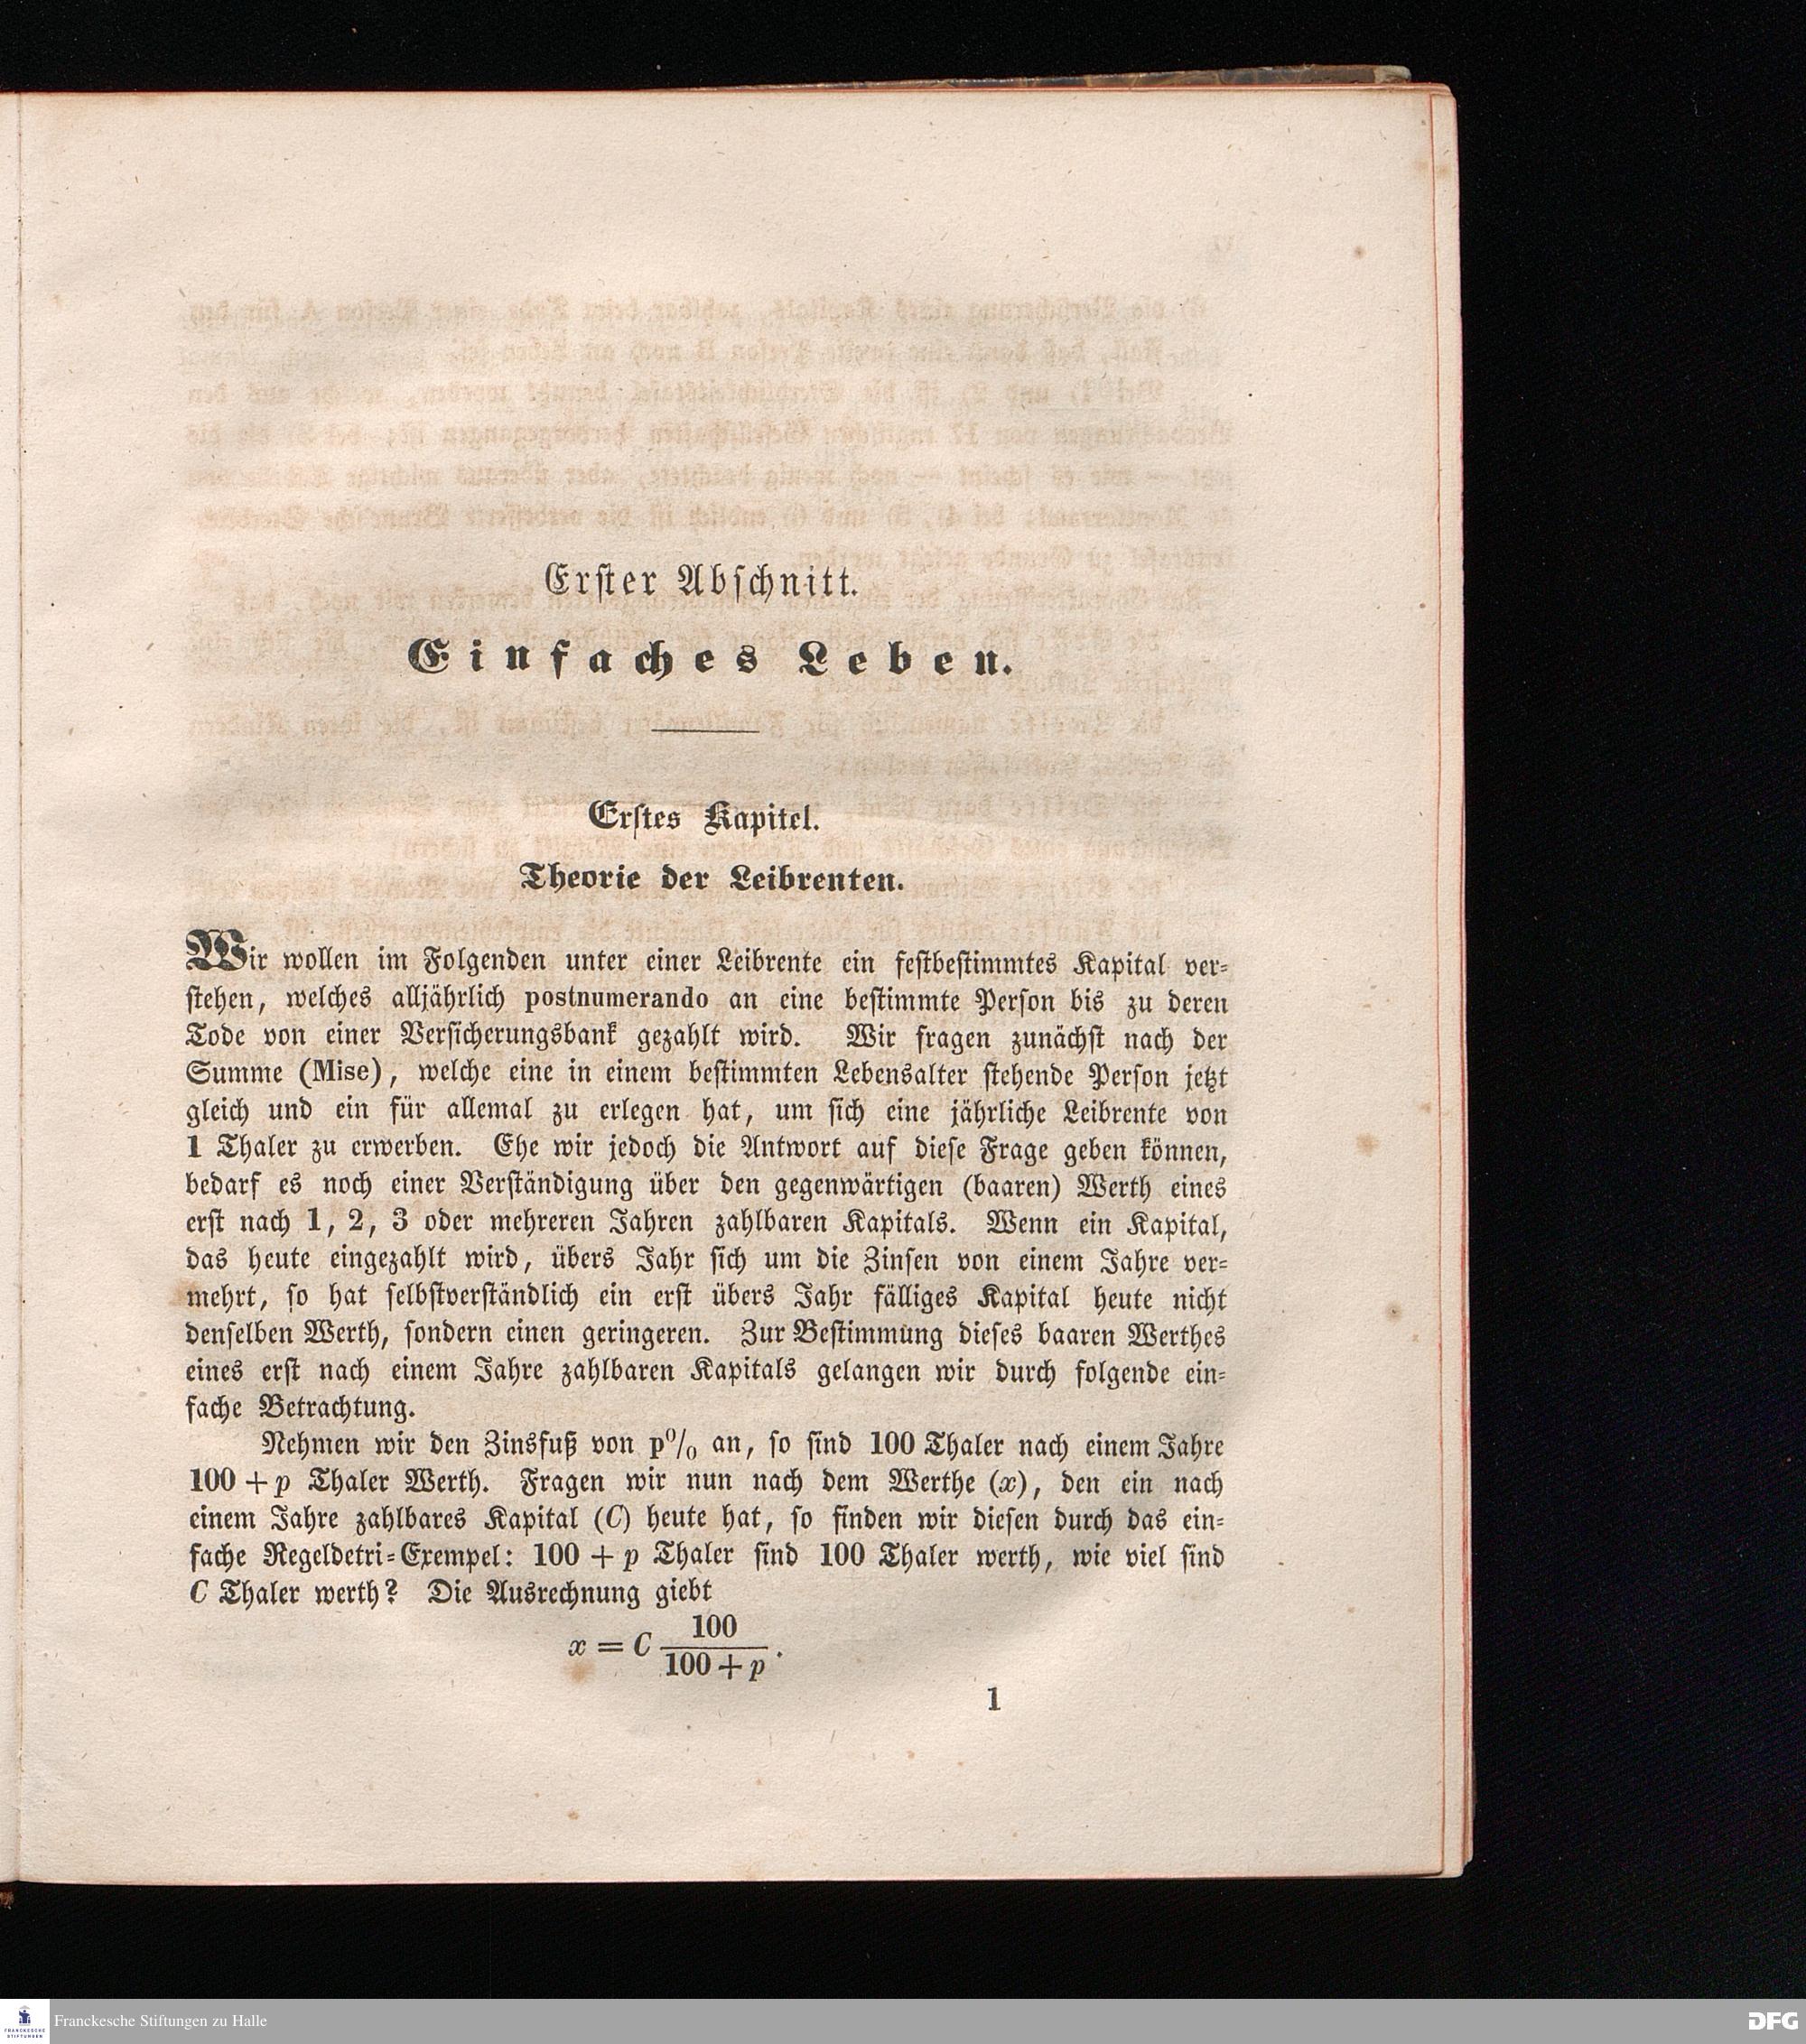 Erster Abschnitt.
Einfaches Leben.
Erstes Kapitel.
Theorie der Leibrenten.
Wir wollen im Folgenden unter einer Leibrente ein festbestimmtes Kapital ver-
stehen, welches alljährlich postnumerando an eine bestimmte Person bis zu deren
Tode von einer Versicherungsbank gezahlt wird. Wir fragen zunächst nach der
Summe (Mise), welche eine in einem bestimmten Lebensalter stehende Person jetzt
gleich und ein für allemal zu erlegen hat, um sich eine jährliche Leibrente von
1 Thaler zu erwerben. Ehe wir jedoch die Antwort auf diese Frage geben können,
bedarf es noch einer Verständigung über den gegenwärtigen (baaren) Werth eines
erst nach 1, 2, 3 oder mehreren Jahren zahlbaren Kapitals. Wenn ein Kapital,
das heute eingezahlt wird, übers Jahr sich um die Zinsen von einem Jahre ver-
mehrt, so hat selbstverständlich ein erst übers Jahr fälliges Kapital heute nicht
denselben Werth, sondern einen geringeren. Zur Bestimmung dieses baaren Werthes
eines erst nach einem Jahre zahlbaren Kapitals gelangen wir durch folgende ein-
fache Betrachtung.
Nehmen wir den Zinsfuß von p% an, so sind 100 Thaler nach einem Jahre
100 + p Thaler Werth. Fragen wir nun nach dem Werthe (x), den ein nach
einem Jahre zahlbares Kapital (C) heute hat, so finden wir diesen durch das ein-
fache Regeldetri-Exempel: 100 + p Thaler sind 100 Thaler werth, wie viel sind
C Thaler werth? Die Ausrechnung giebt
x = C 100 / (100 + p).
1
Franckesche Stiftungen zu Halle
FRANCKESCHE STIFTUNGEN
DFG